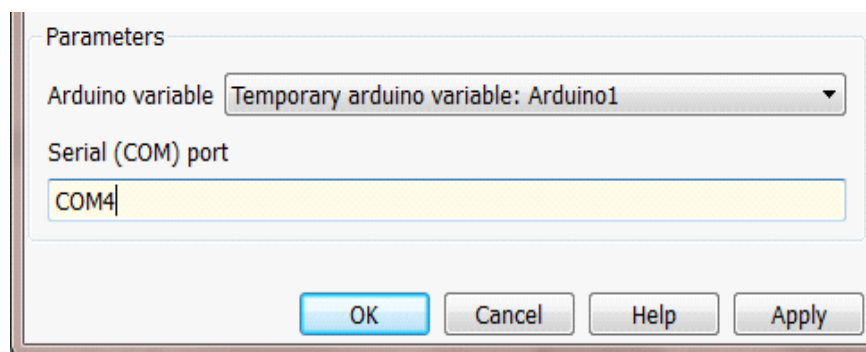 Parameters
Arduino variable Temporary arduino variable: Arduino1
Serial (COM) port
COM4
OK Cancel Help Apply